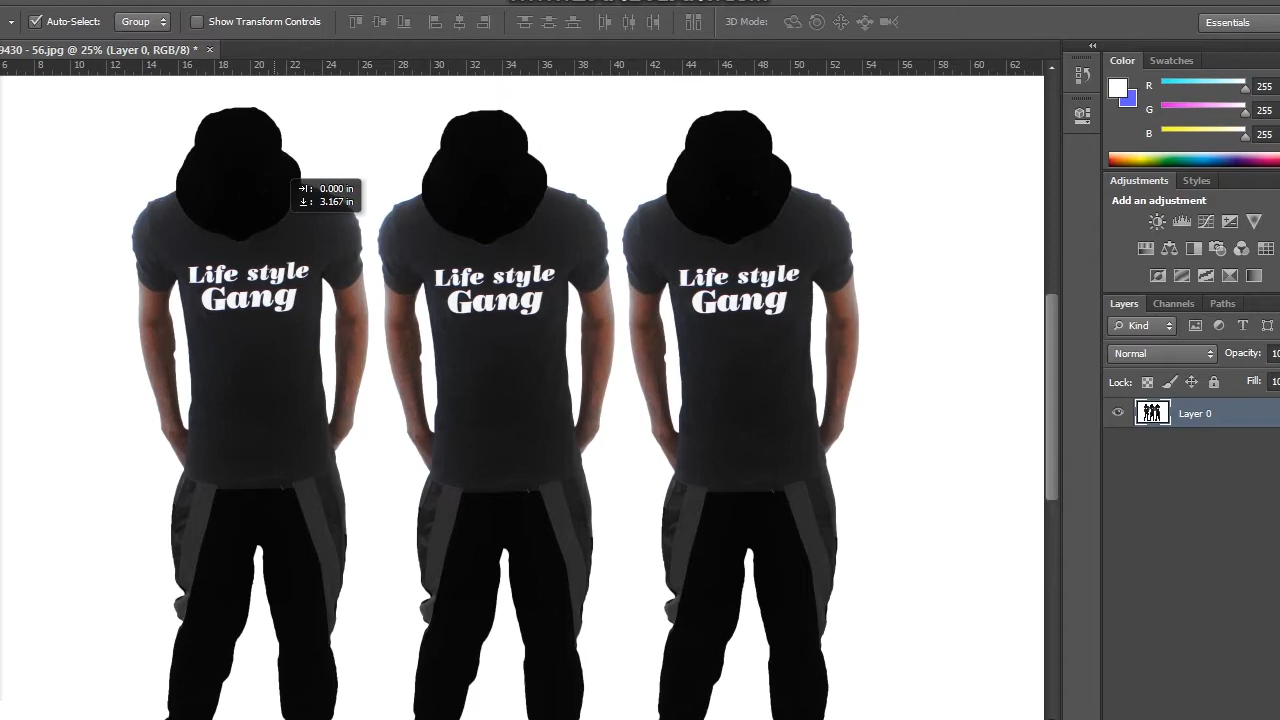 Auto-Select: Group Show Transform Controls 3D Mode: Essentials
9430 - 56.jpg @ 25% (Layer 0, RGB/8) * ×
6 8 10 12 14 16 18 20 22 24 26 28 30 32 34 36 38 40 42 44 46 48 50 52 54 56 58 60 62
Color Swatches
R 255
G 255
B 255
Adjustments Styles
Add an adjustment
Layers Channels Paths
Kind
Normal Opacity:
Lock: Fill:
Layer 0
→|: 0.000 in
↓: 3.167 in
Life style
Gang
Life style
Gang
Life style
Gang